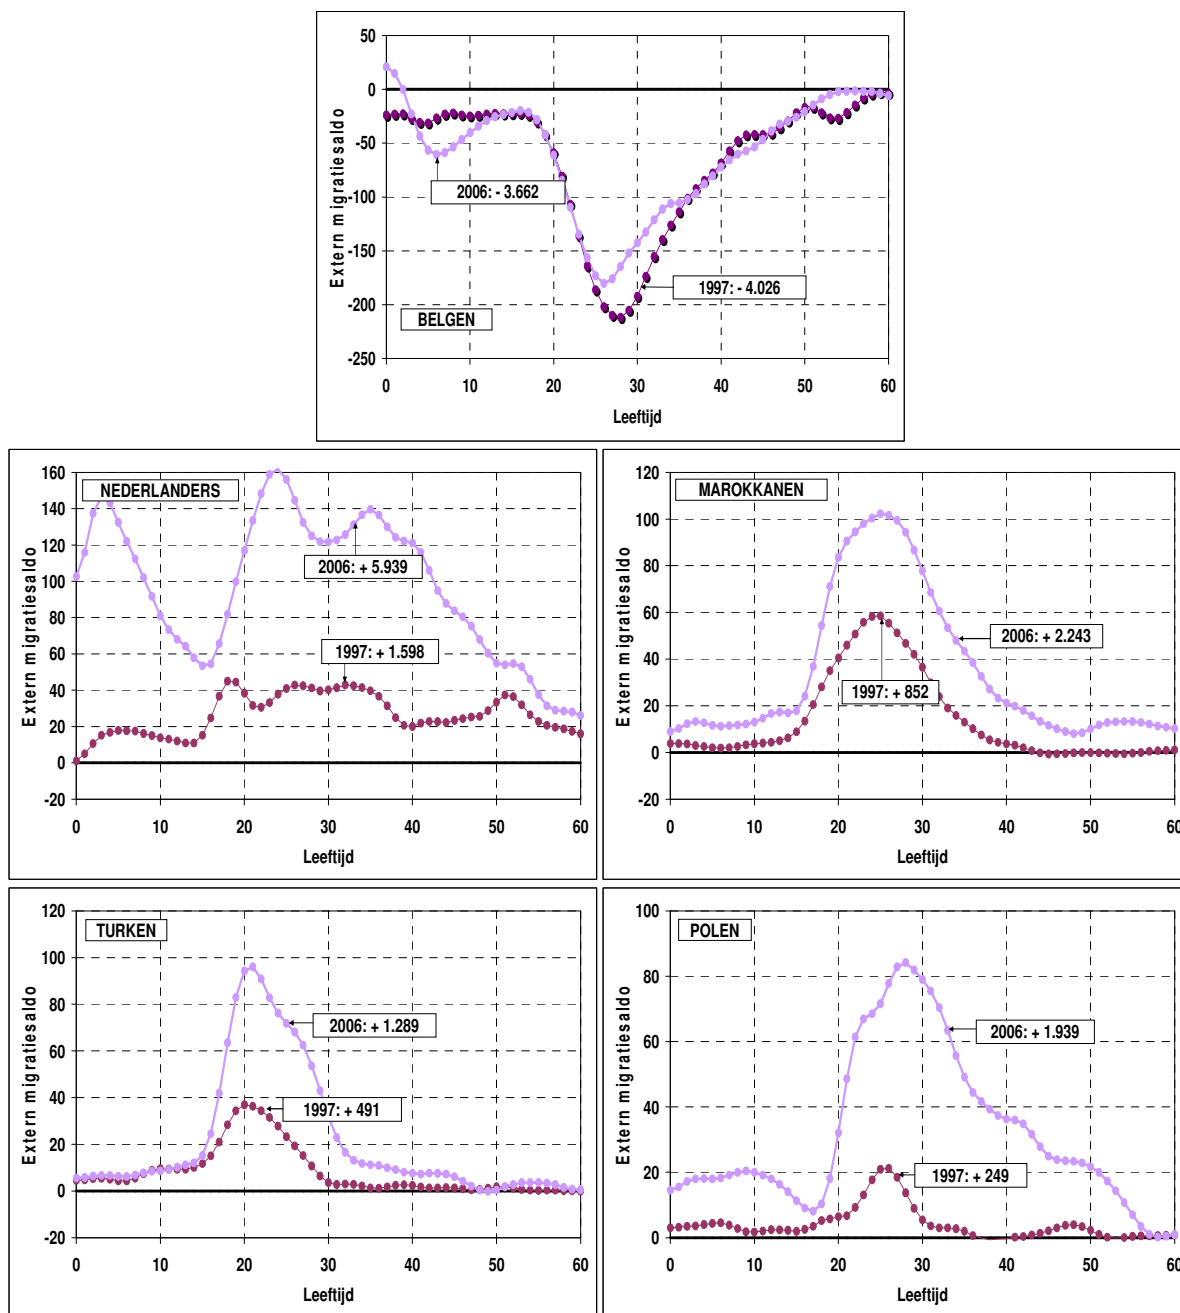 50
0
-50
-100
-150
-200
-250
Extern migratiesaldo
2006: - 3.662
1997: - 4.026
BELGEN
0 10 20 30 40 50 60
Leeftijd
160
140
120
100
80
60
40
20
0
-20
Extern migratiesaldo
NEDERLANDERS
2006: + 5.939
1997: + 1.598
0 10 20 30 40 50 60
Leeftijd
120
100
80
60
40
20
0
-20
Extern migratiesaldo
MAROKKANEN
2006: + 2.243
1997: + 852
0 10 20 30 40 50 60
Leeftijd
120
100
80
60
40
20
0
-20
Extern migratiesaldo
TURKEN
2006: + 1.289
1997: + 491
0 10 20 30 40 50 60
Leeftijd
100
80
60
40
20
0
Extern migratiesaldo
POLEN
2006: + 1.939
1997: + 249
0 10 20 30 40 50 60
Leeftijd